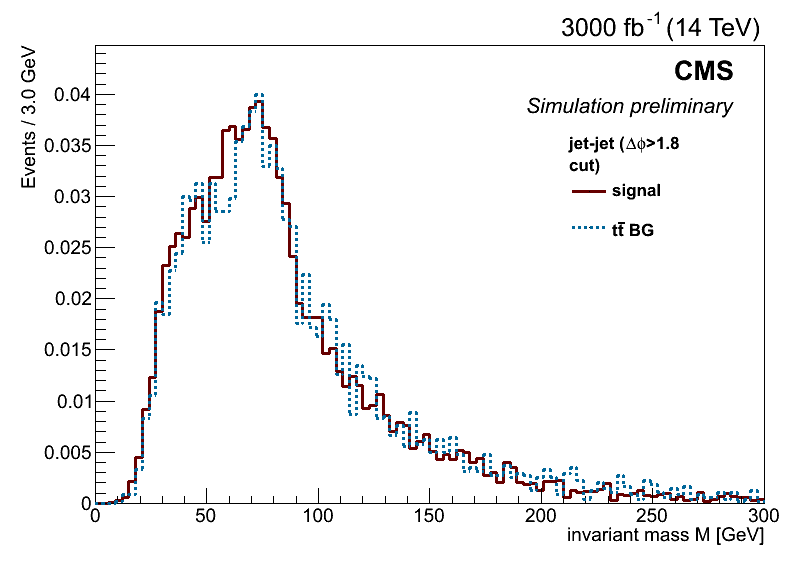 3000 fb⁻¹ (14 TeV)
Events / 3.0 GeV
CMS
Simulation preliminary
jet-jet (Δϕ>1.8
cut)
signal
tt̄ BG
0.04
0.035
0.03
0.025
0.02
0.015
0.01
0.005
0
0 50 100 150 200 250 300
invariant mass M [GeV]